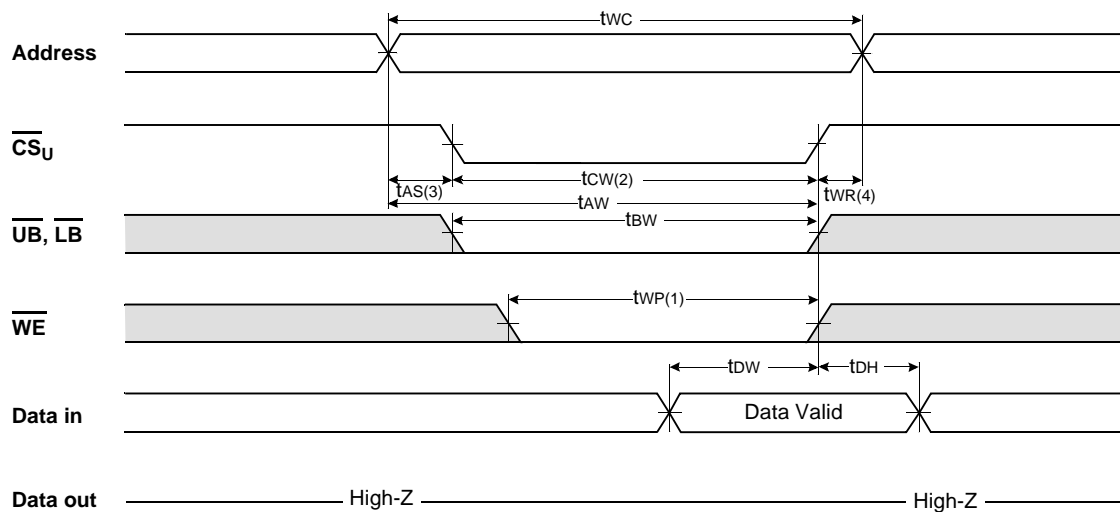 tWC
Address
CSU
tAS(3) tCW(2) tWR(4)
tAW
UB, LB tBW
WE tWP(1)
tDW tDH
Data in Data Valid
Data out High-Z High-Z